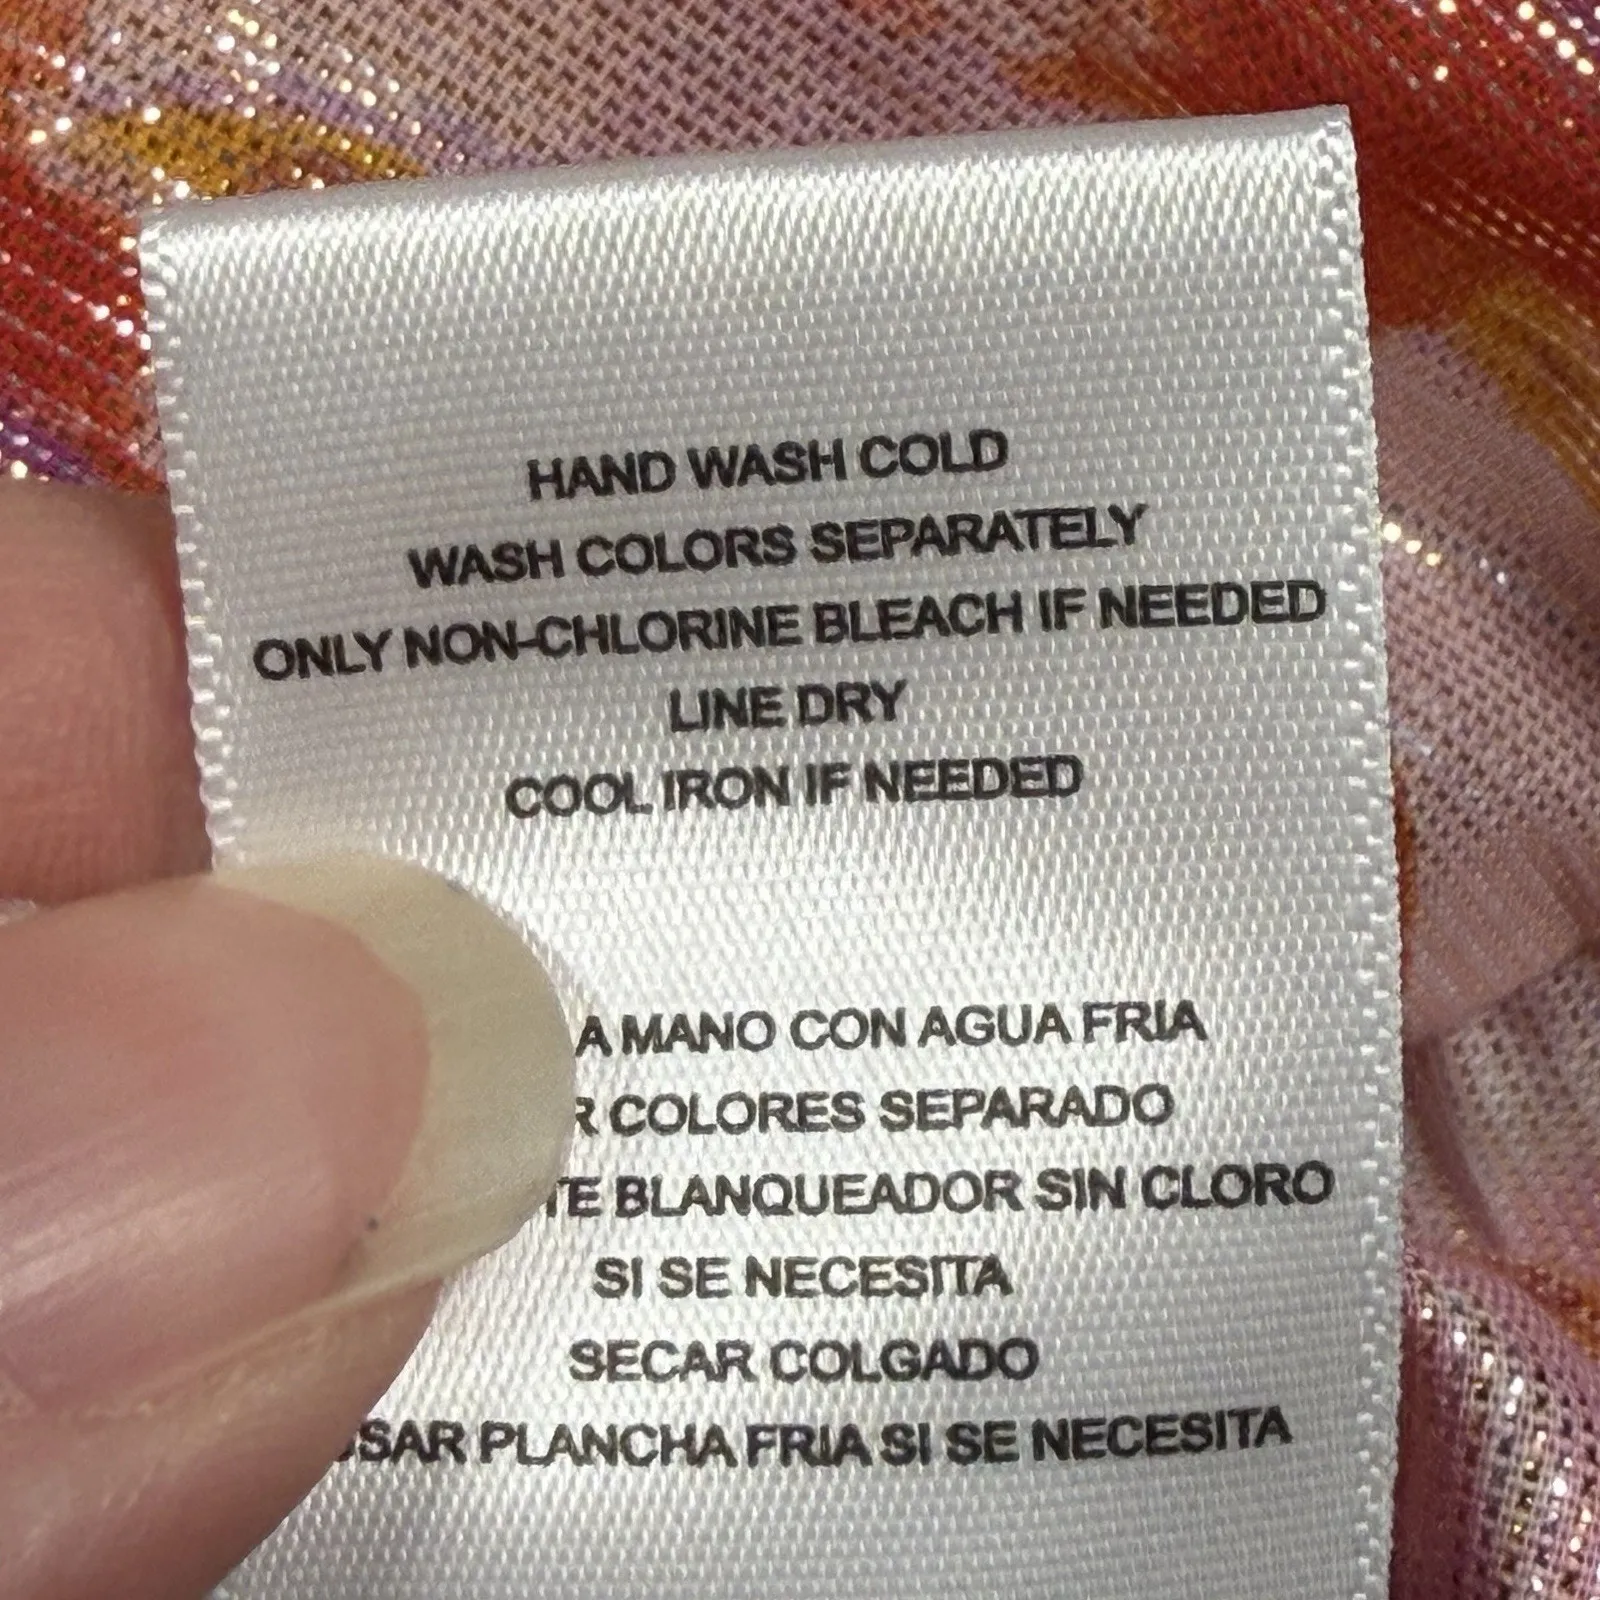 HAND WASH COLD
WASH COLORS SEPARATELY
ONLY NON-CHLORINE BLEACH IF NEEDED
LINE DRY
COOL IRON IF NEEDED
A MANO CON AGUA FRIA
COLORES SEPARADO
BLANQUEADOR SIN CLORO
SI SE NECESITA
SECAR COLGADO
PLANCHA FRIA SI SE NECESITA